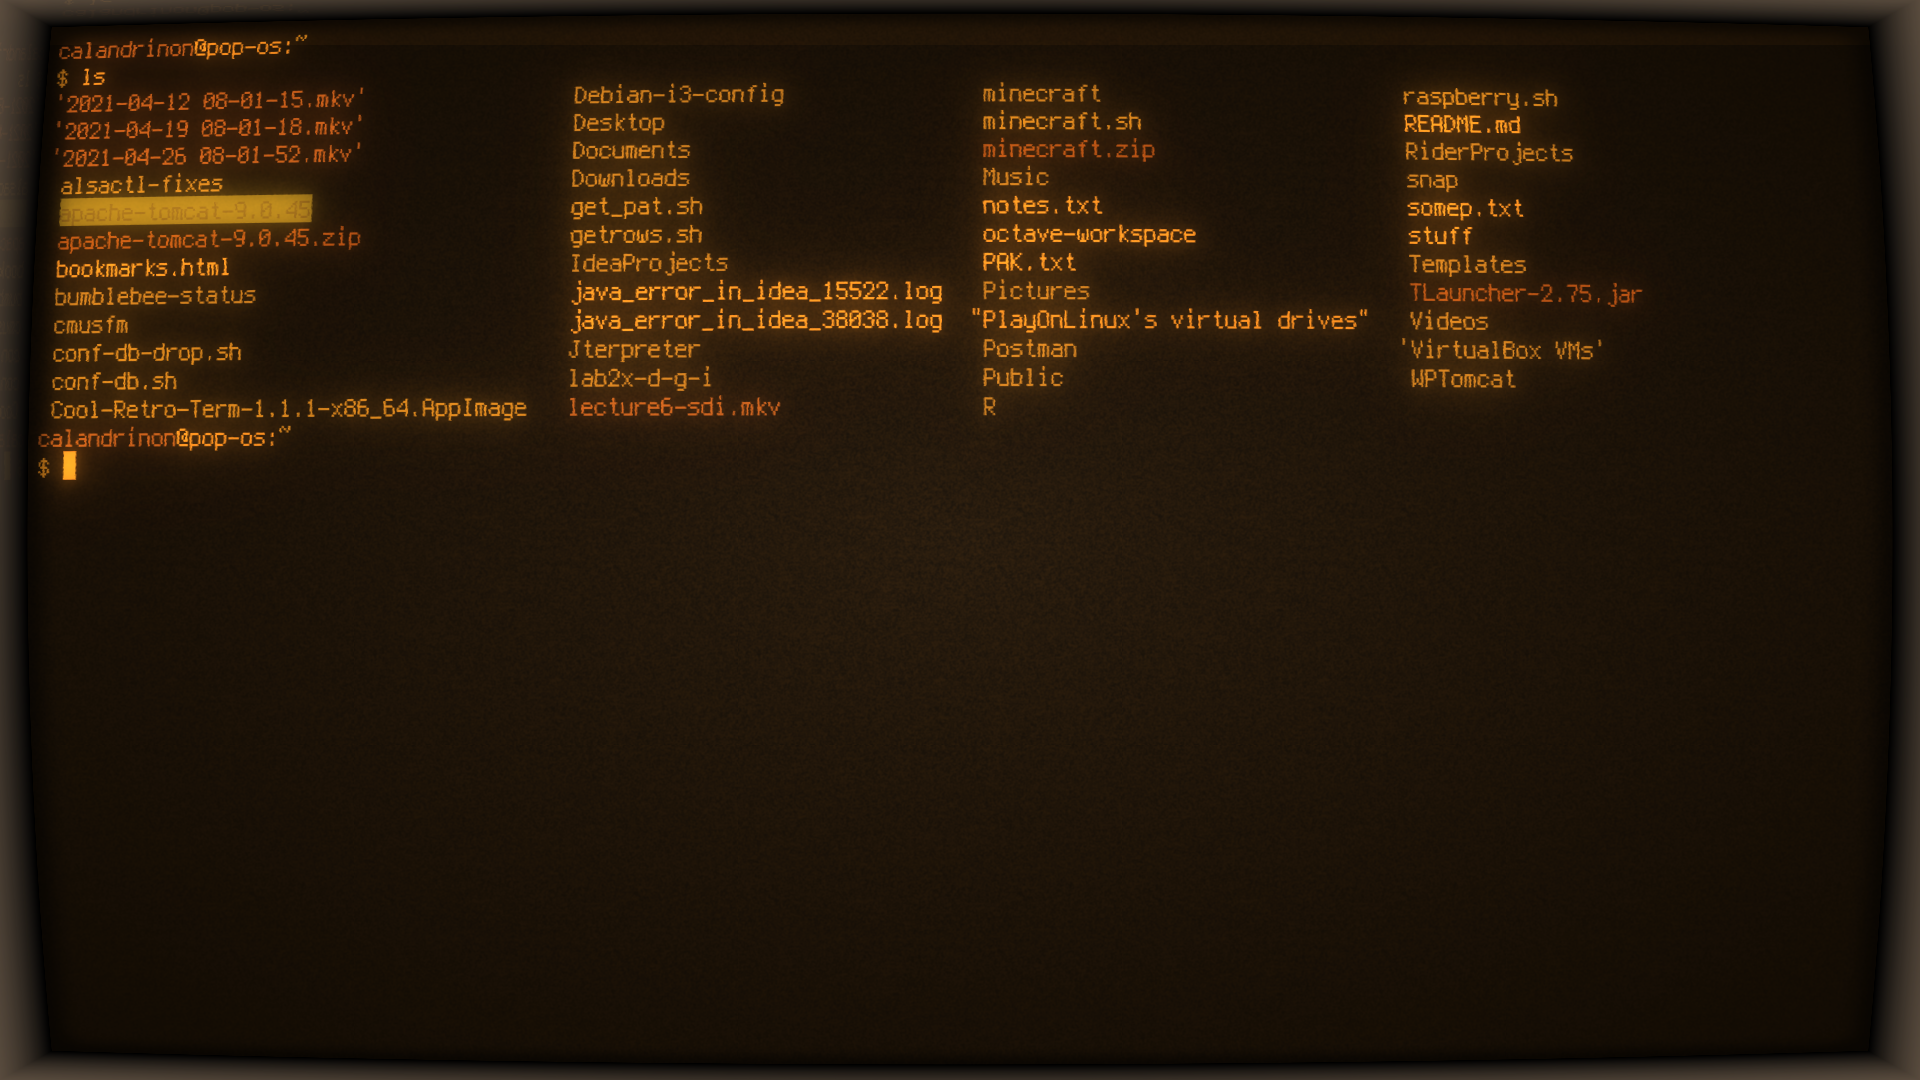 calandrinon@pop-os:~
$ ls
'2021-04-12 08-01-15.mkv' Debian-i3-config minecraft raspberry.sh
'2021-04-19 08-01-18.mkv' Desktop minecraft.sh README.md
'2021-04-26 08-01-52.mkv' Documents minecraft.zip RiderProjects
alsactl-fixes Downloads Music snap
apache-tomcat-9.0.45 get_pat.sh notes.txt somep.txt
apache-tomcat-9.0.45.zip getrows.sh octave-workspace stuff
bookmarks.html IdeaProjects PAK.txt Templates
bumblebee-status java_error_in_idea_15522.log Pictures TLauncher-2.75.jar
cmusfm java_error_in_idea_38038.log "PlayOnLinux's virtual drives" Videos
conf-db-drop.sh Jterpreter Postman 'VirtualBox VMs'
conf-db.sh lab2x-d-g-i Public WPTomcat
Cool-Retro-Term-1.1.1-x86_64.AppImage lecture6-sdi.mkv R
calandrinon@pop-os:~
$